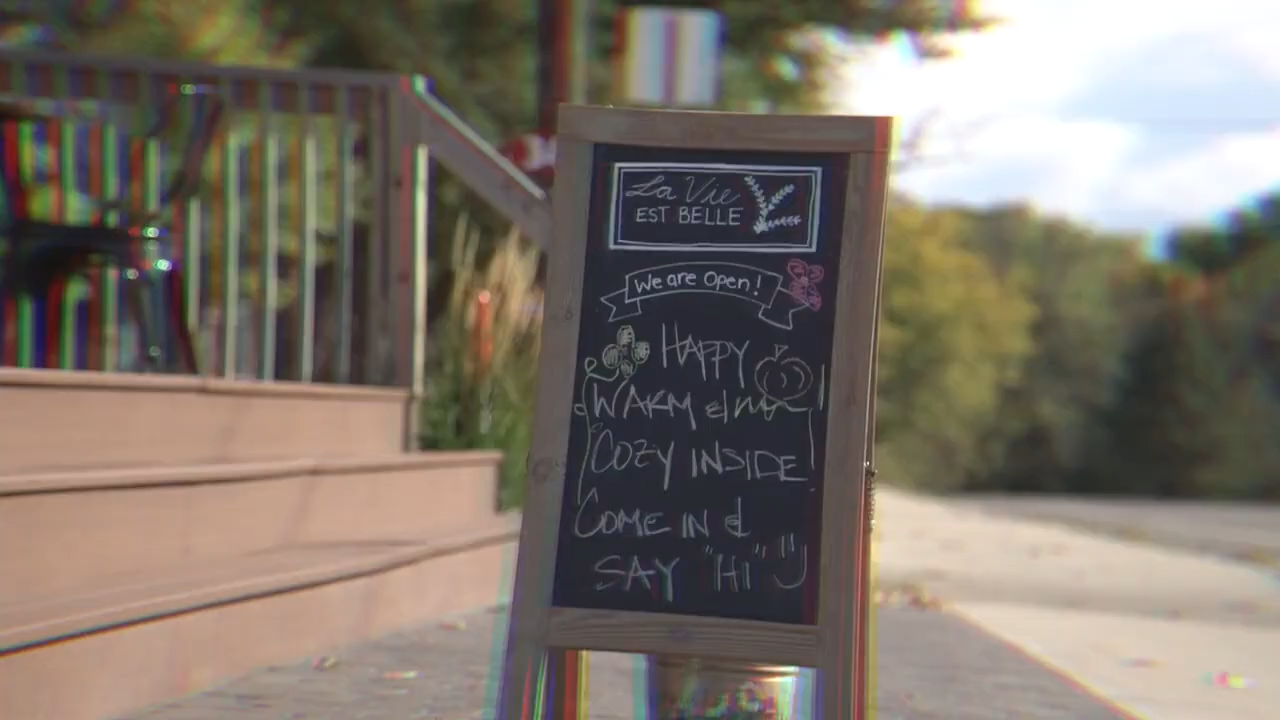 La Vie
EST BELLE
We are Open!
HAPPY
WARM &
COZY INSIDE
COME IN &
SAY "HI"